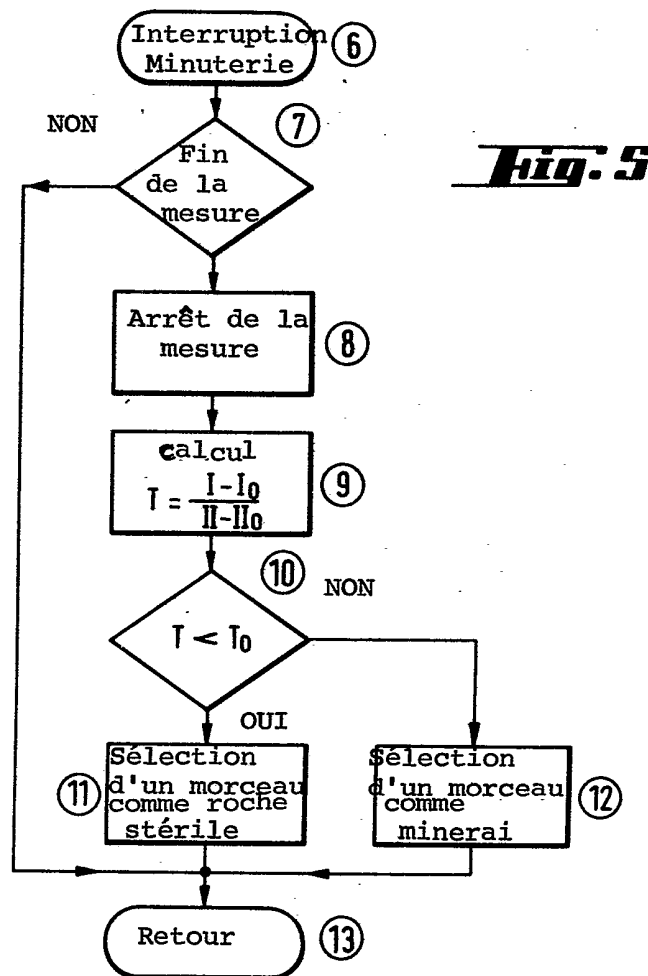 Interruption
Minuterie
6
7
NON
Fin
de la
mesure
Fig. 5
Arrêt de la
mesure
8
calcul
T = I-I0
II-II0
9
10
NON
T < T0
OUI
Sélection
d'un morceau
comme roche
stérile
11
Sélection
d'un morceau
comme
minerai
12
Retour
13